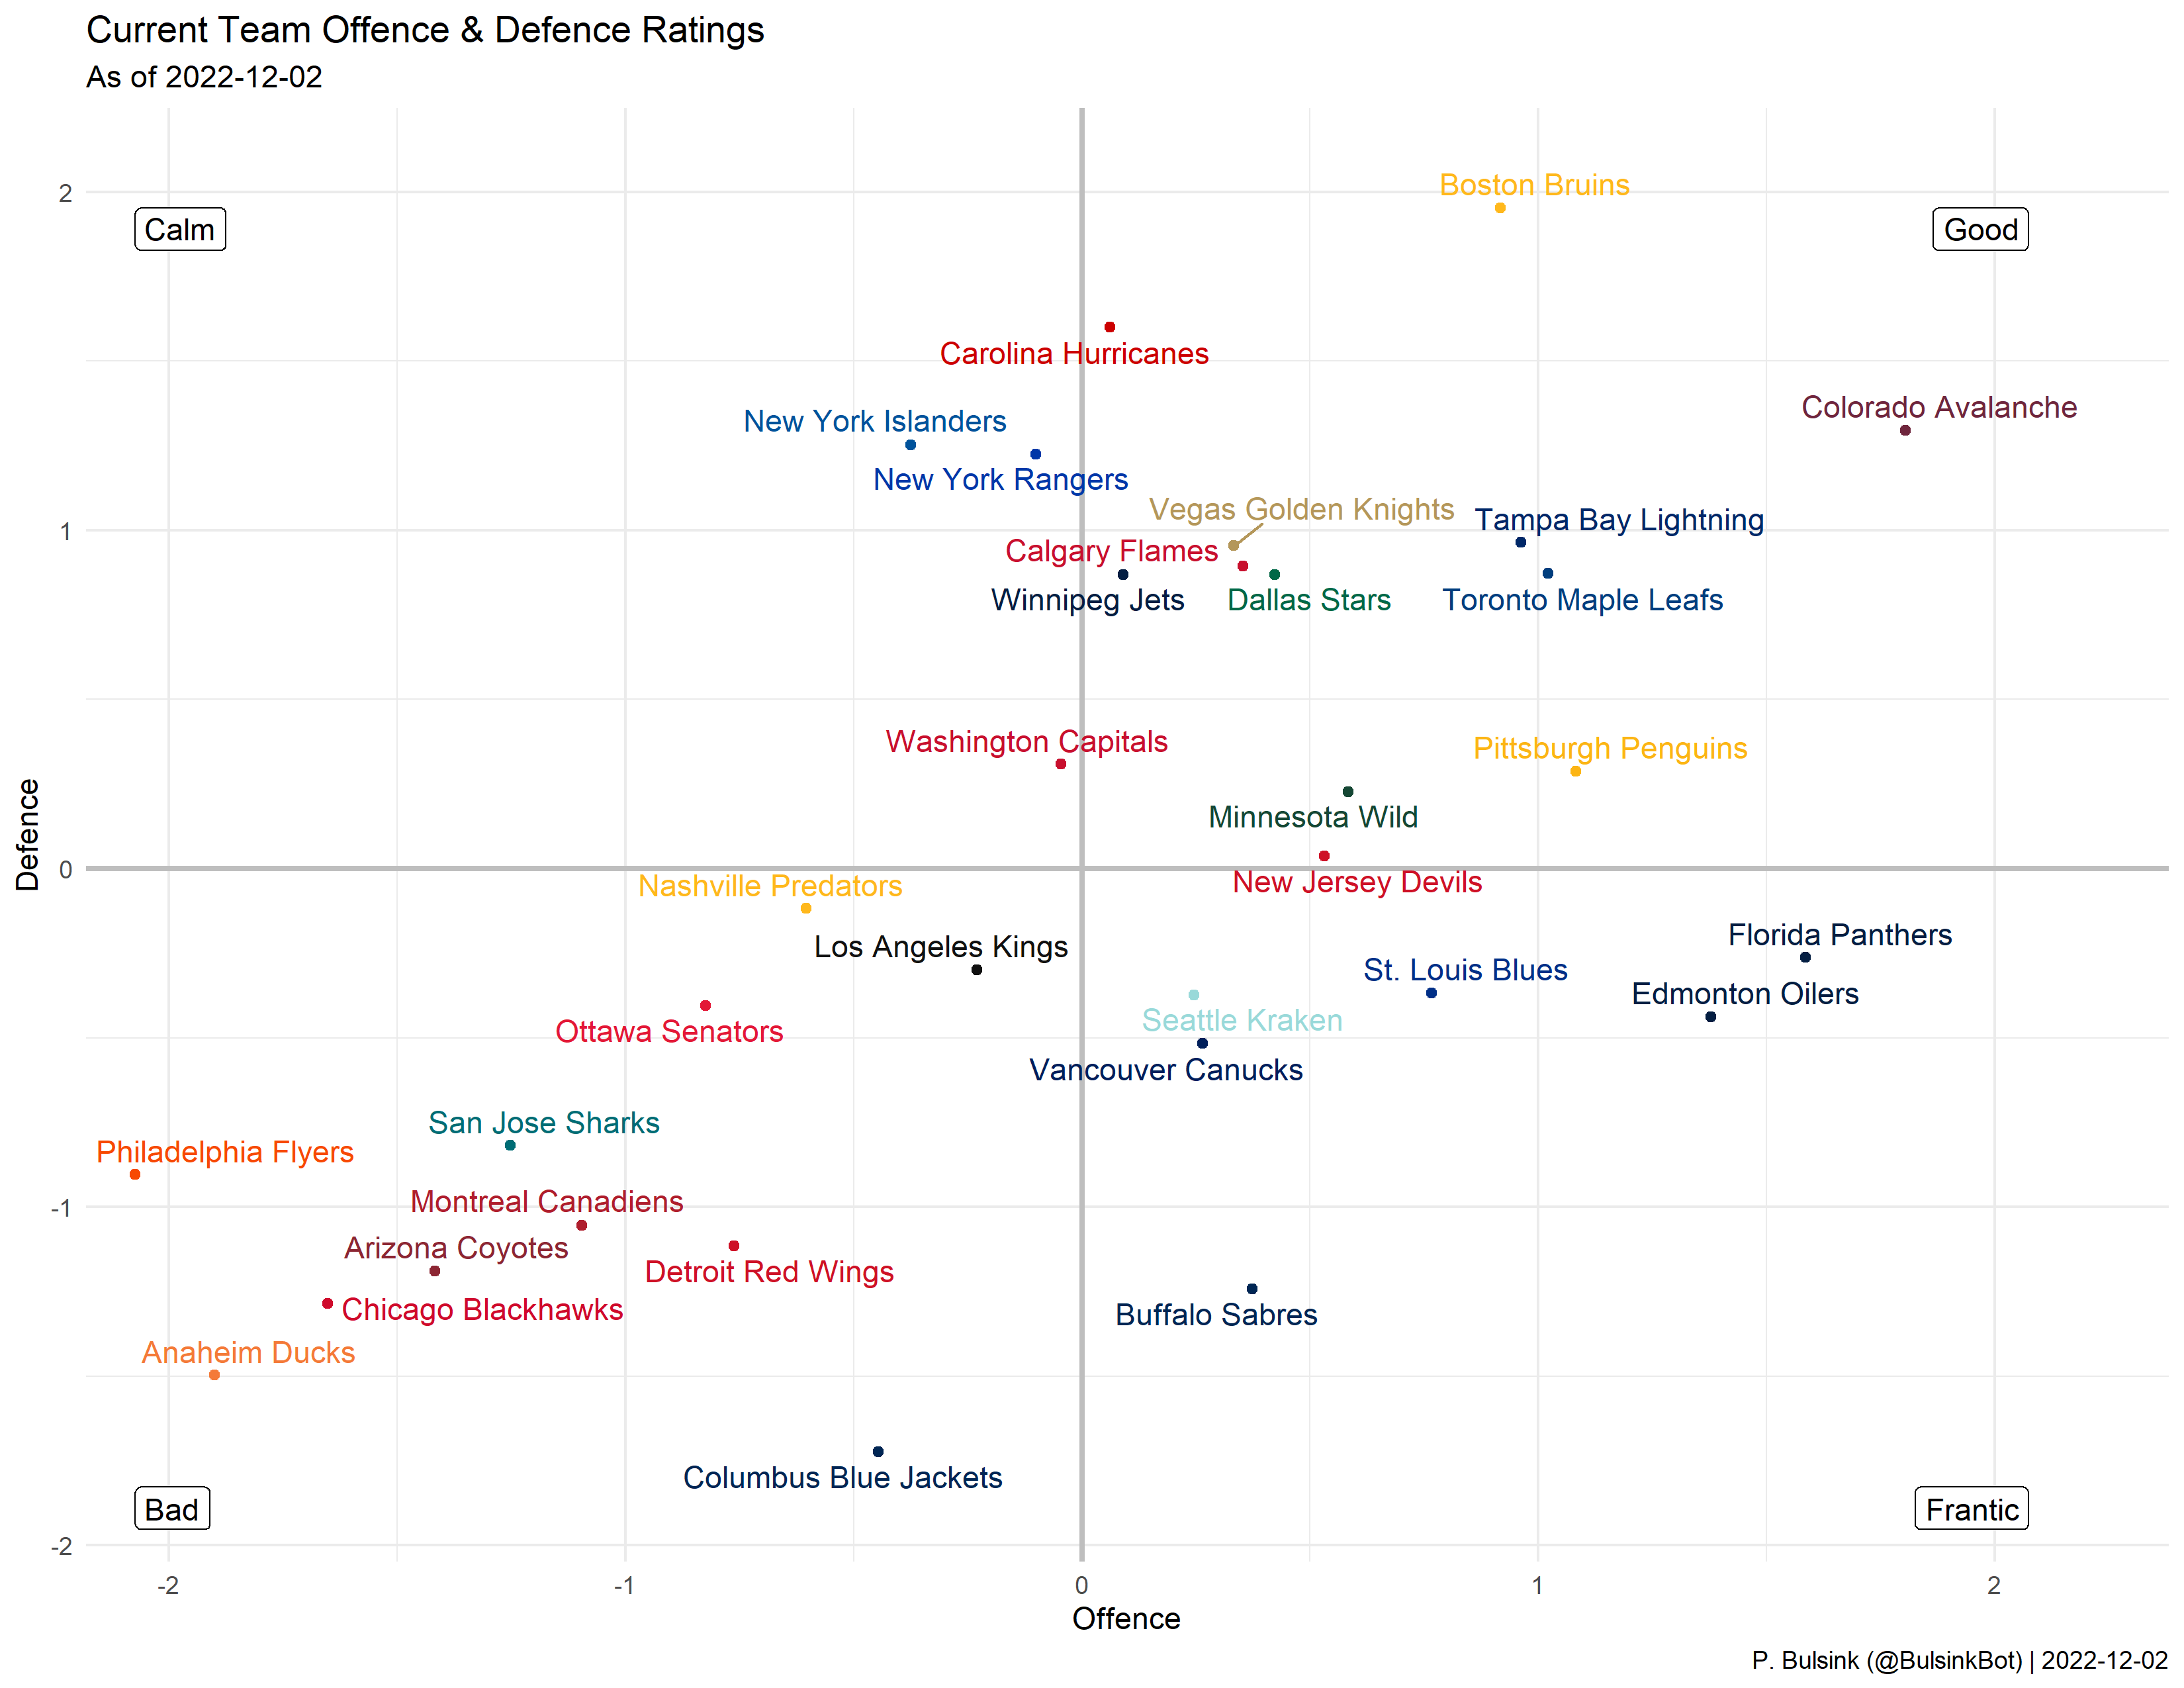 Current Team Offence & Defence Ratings
As of 2022-12-02
2
Boston Bruins
Calm
Good
Carolina Hurricanes
Colorado Avalanche
New York Islanders
New York Rangers
Vegas Golden Knights
Tampa Bay Lightning
1
Calgary Flames
Winnipeg Jets
Dallas Stars
Toronto Maple Leafs
Washington Capitals
Pittsburgh Penguins
Minnesota Wild
Defence
0
Nashville Predators
New Jersey Devils
Florida Panthers
Los Angeles Kings
St. Louis Blues
Edmonton Oilers
Seattle Kraken
Ottawa Senators
Vancouver Canucks
San Jose Sharks
Philadelphia Flyers
Montreal Canadiens
-1
Arizona Coyotes
Detroit Red Wings
Chicago Blackhawks
Buffalo Sabres
Anaheim Ducks
Columbus Blue Jackets
Bad
Frantic
-2
-2
-1
0
1
2
Offence
P. Bulsink (@BulsinkBot) | 2022-12-02